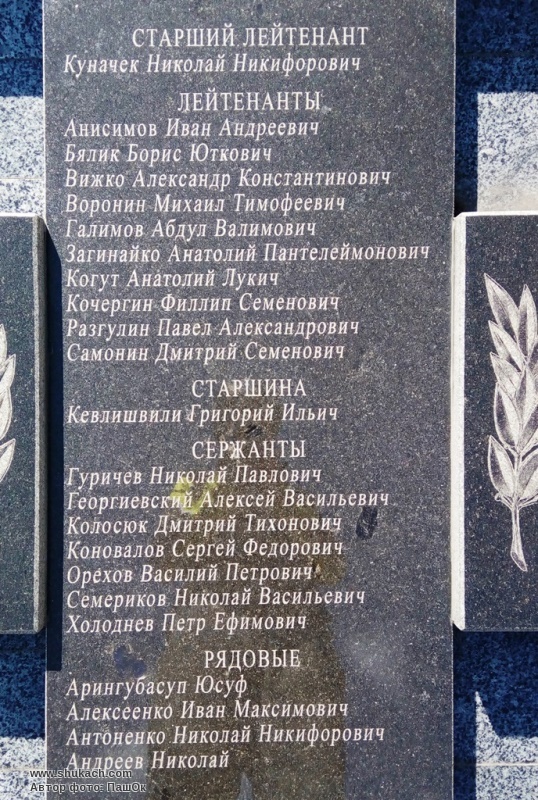 СТАРШИЙ ЛЕЙТЕНАНТ
Куначек Николай Никифорович
ЛЕЙТЕНАНТЫ
Анисимов Иван Андреевич
Бялик Борис Юткович
Вижко Александр Константинович
Воронин Михаил Тимофеевич
Галимов Абдул Валимович
Загинайко Анатолий Пантелеймонович
Когут Анатолий Лукич
Кочергин Филлип Семенович
Разгулин Павел Александрович
Самонин Дмитрий Семенович
СТАРШИНА
Кевлишвили Григорий Ильич
СЕРЖАНТЫ
Гуричев Николай Павлович
Георгиевский Алексей Васильевич
Колосюк Дмитрий Тихонович
Коновалов Сергей Федорович
Орехов Василий Петрович
Семериков Николай Васильевич
Холоднев Петр Ефимович
РЯДОВЫЕ
Арингубасуп Юсуф
Алексеенко Иван Максимович
Антоненко Николай Никифорович
Андреев Николай
www.shukach.com
Автор фото: ПашОк